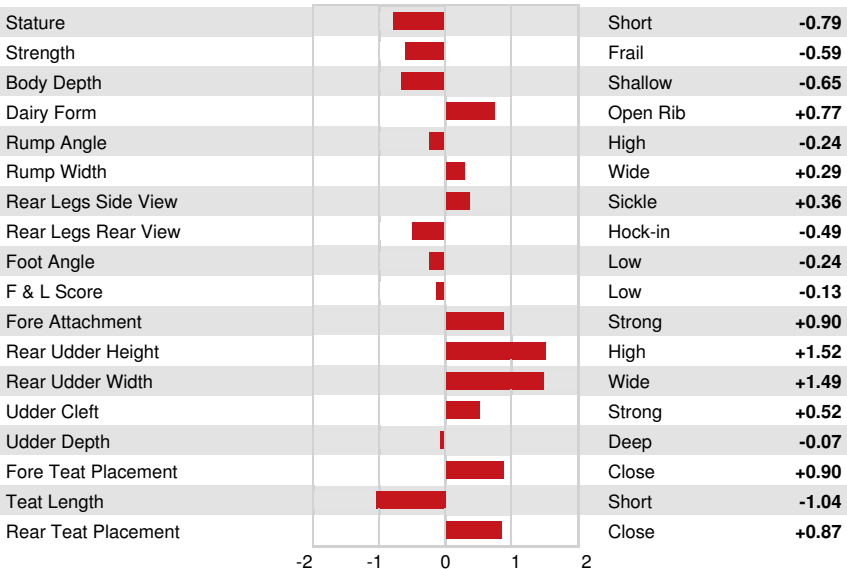 Stature Short -0.79
Strength Frail -0.59
Body Depth Shallow -0.65
Dairy Form Open Rib +0.77
Rump Angle High -0.24
Rump Width Wide +0.29
Rear Legs Side View Sickle +0.36
Rear Legs Rear View Hock-in -0.49
Foot Angle Low -0.24
F & L Score Low -0.13
Fore Attachment Strong +0.90
Rear Udder Height High +1.52
Rear Udder Width Wide +1.49
Udder Cleft Strong +0.52
Udder Depth Deep -0.07
Fore Teat Placement Close +0.90
Teat Length Short -1.04
Rear Teat Placement Close +0.87
-2 -1 0 1 2